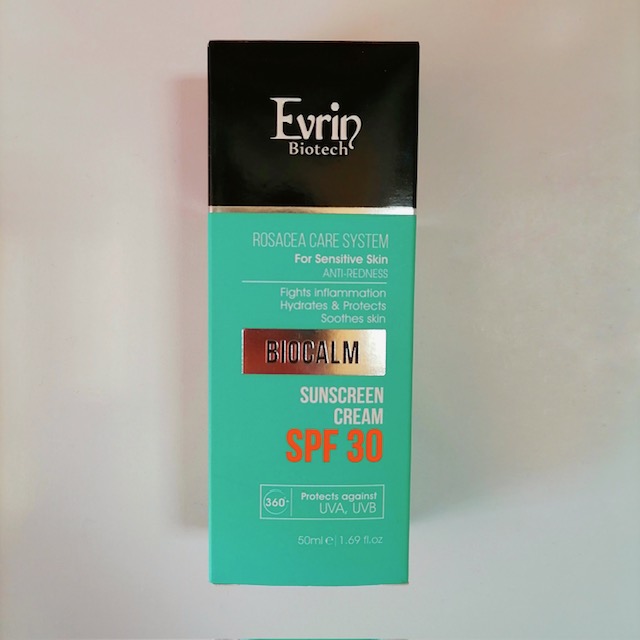 Evrin
Biotech
ROSACEA CARE SYSTEM
For Sensitive Skin
ANTI-REDNESS
Fights inflammation
Hydrates & Protects
Soothes skin
BIOCALM
SUNSCREEN
CREAM
SPF 30
360°
Protects against
UVA, UVB
50ml e | 1.69 fl.oz